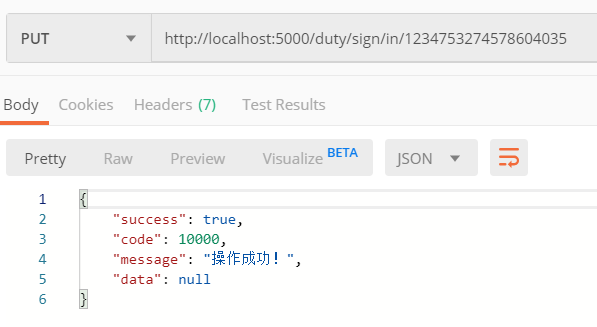 PUT http://localhost:5000/duty/sign/in/1234753274578604035
Body Cookies Headers (7) Test Results
Pretty Raw Preview Visualize BETA JSON
1 {
2 "success": true,
3 "code": 10000,
4 "message": "操作成功！",
5 "data": null
6 }